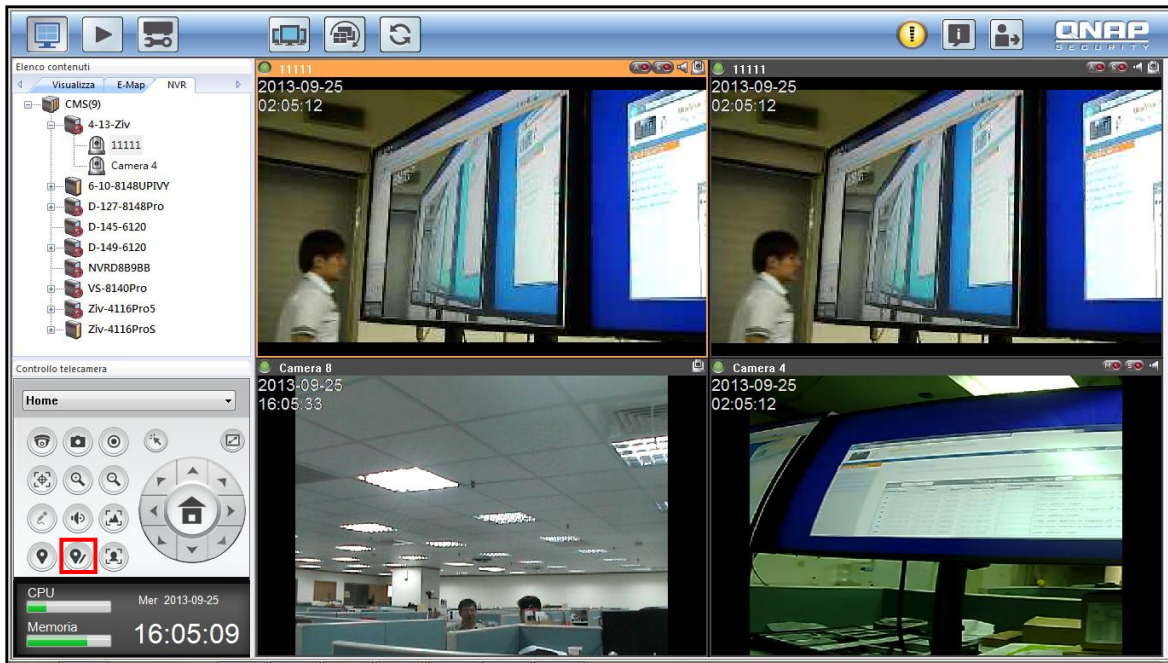 QNAP
SECURITY
Elenco contenuti
Visualizza E-Map NVR
CMS(9)
4-13-Ziv
11111
Camera 4
6-10-8148UPIVY
D-127-8148Pro
D-145-6120
D-149-6120
NVRD8B9BB
VS-8140Pro
Ziv-4116Pro5
Ziv-4116ProS
Controllo telecamera
Home
CPU
Memoria
Mer 2013-09-25
16:05:09
11111
2013-09-25
02:05:12
11111
2013-09-25
02:05:12
Camera 8
2013-09-25
16:05:33
Camera 4
2013-09-25
02:05:12